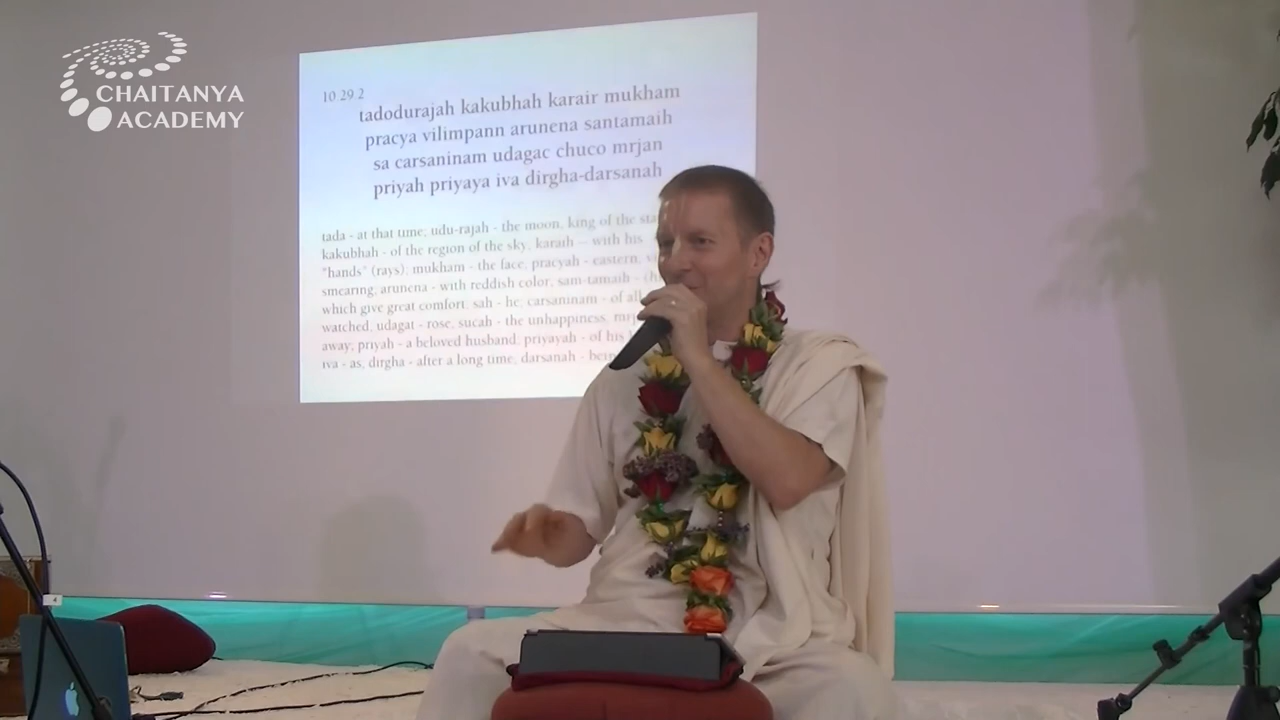 CHAITANYA
ACADEMY
10.29.2
tadodurajah kakubhah karair mukham
pracya vilimpann arunena santamaih
sa carsaninam udagac chuco mrjan
priyah priyaya iva dirgha-darsanah
tada - at that time, udu-rajah - the moon, king of the
kakubhah - of the region of the sky, karaih – with his
"hands" (rays), mukham - the face, pracyah - eastern,
smearing, arunena - with reddish color, sam-tamaih -
which give great comfort, sah - he, carsaninam - of all
watched, udagat - rose, sucah - the unhappiness,
away, priyah - a beloved husband, priyayah - of his
iva - as, dirgha - after a long time, darsanah -
4